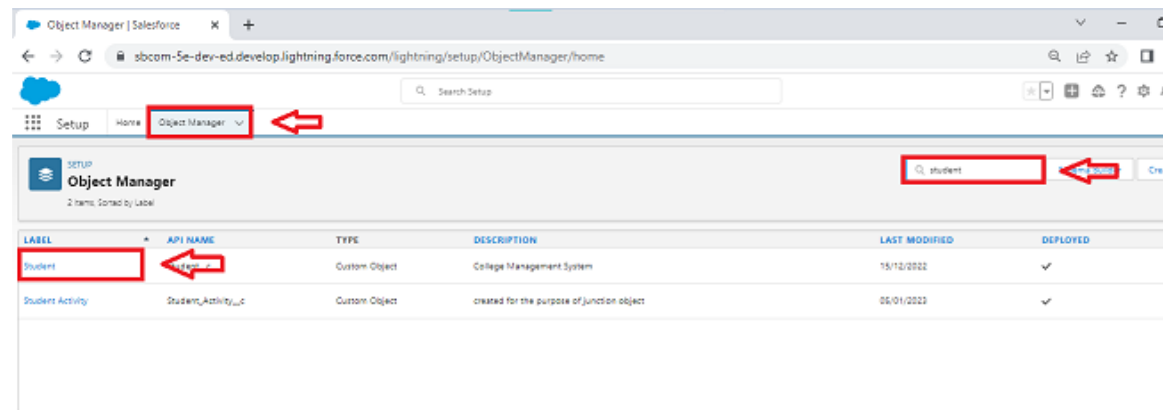 Object Manager | Salesforce
sbcom-5e-dev-ed.develop.lightning.force.com/lightning/setup/ObjectManager/home
Search Setup
Setup Home Object Manager
SETUP
Object Manager
2 Items, Sorted by Label
student
LABEL API NAME TYPE DESCRIPTION LAST MODIFIED DEPLOYED
Student Custom Object College Management System 15/12/2022
Student Activity Student_Activity__c Custom Object created for the purpose of junction object 06/01/2023